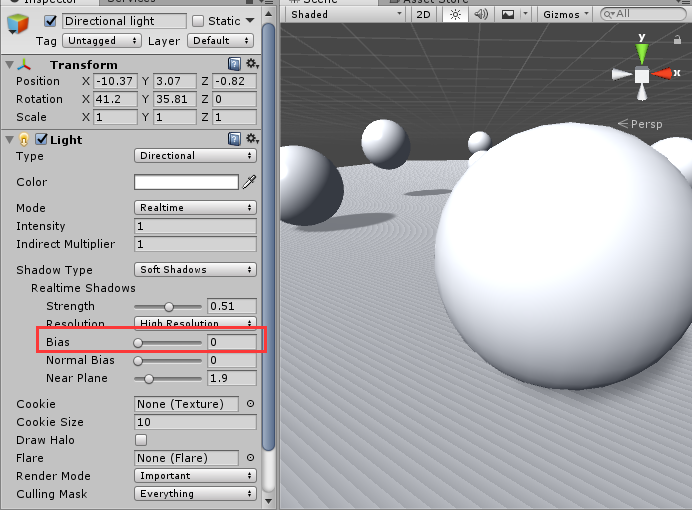 Inspector
Services
Scene
Asset Store
Directional light
Static
Shaded
2D
Gizmos
All
Tag Untagged Layer Default
y
x
Persp
Transform
Position X -10.37 Y 3.07 Z -0.82
Rotation X 41.2 Y 35.81 Z 0
Scale X 1 Y 1 Z 1
Light
Type Directional
Color
Mode Realtime
Intensity 1
Indirect Multiplier 1
Shadow Type Soft Shadows
Realtime Shadows
Strength 0.51
Resolution High Resolution
Bias 0
Normal Bias 0
Near Plane 1.9
Cookie None (Texture)
Cookie Size 10
Draw Halo
Flare None (Flare)
Render Mode Important
Culling Mask Everything